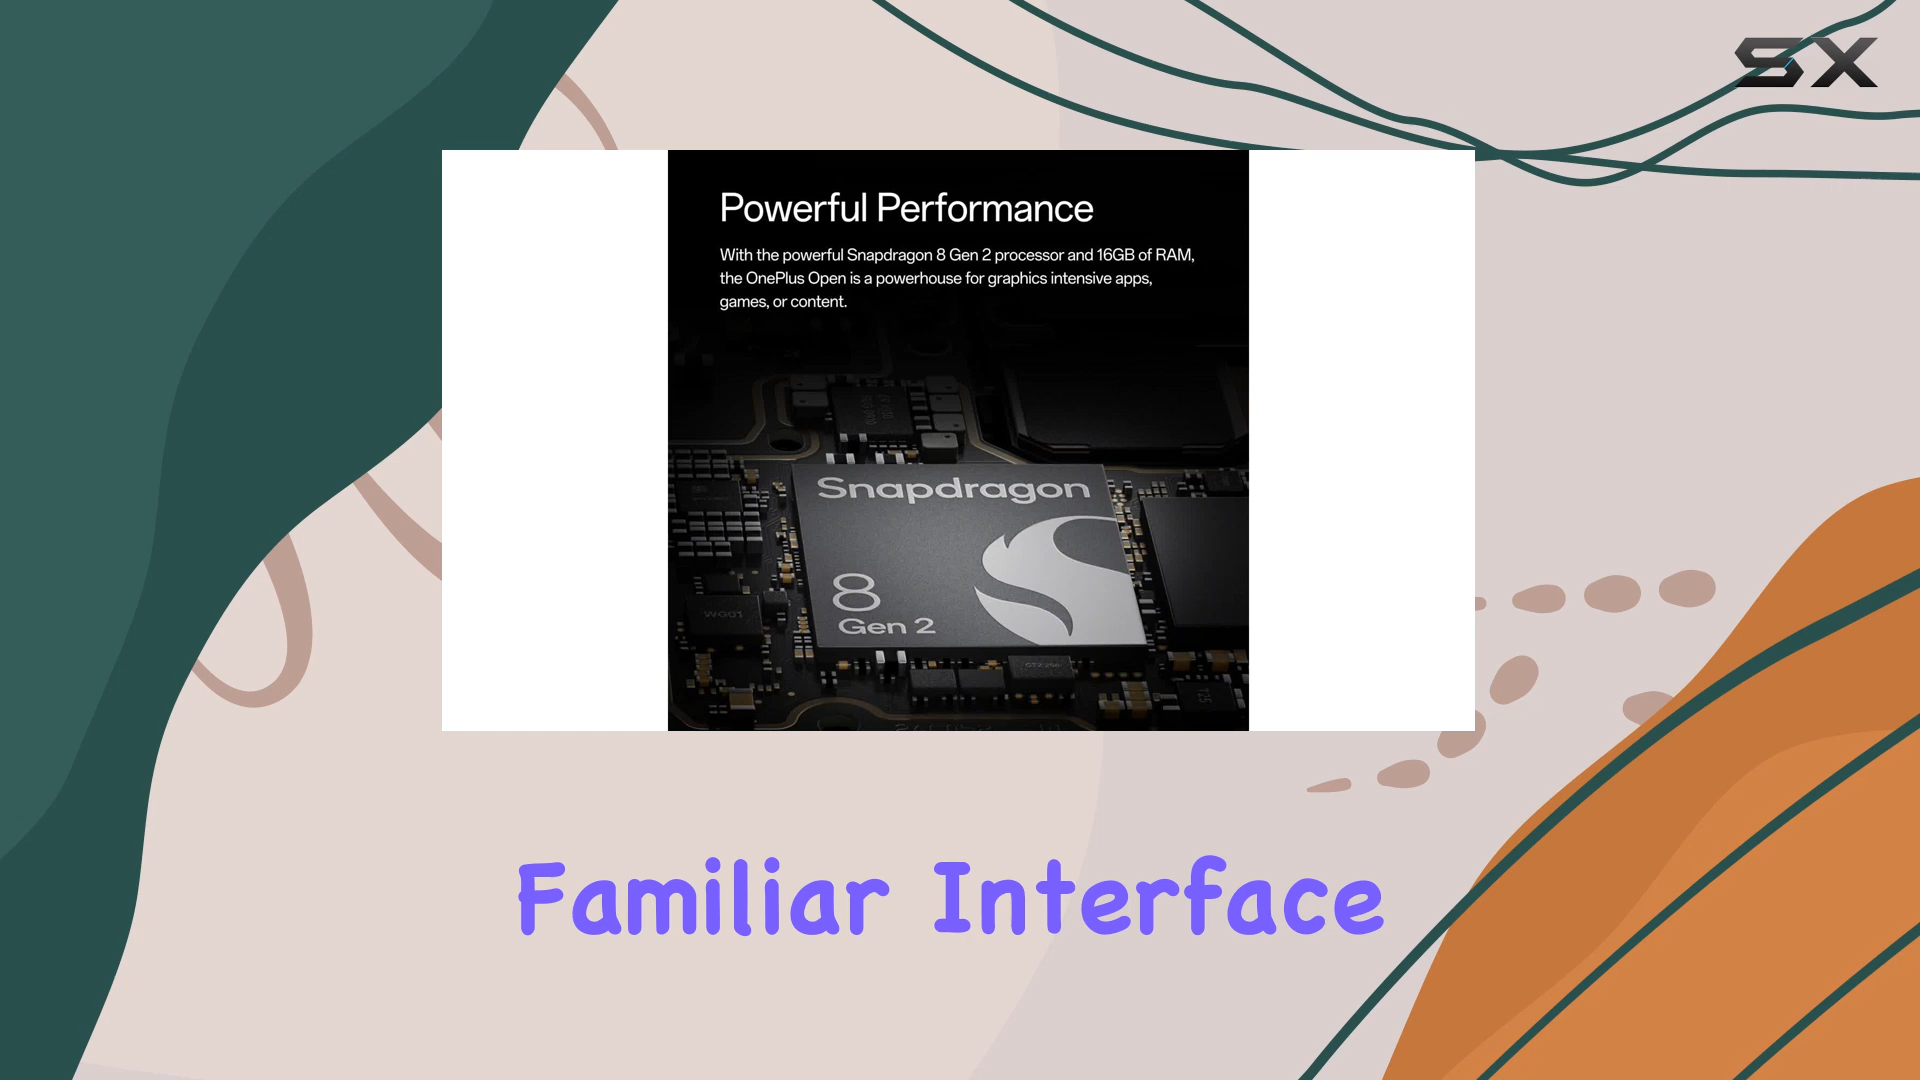 SX
Powerful Performance
With the powerful Snapdragon 8 Gen 2 processor and 16GB of RAM,
the OnePlus Open is a powerhouse for graphics intensive apps,
games, or content.
Snapdragon
8
Gen 2
WG01
Familiar Interface